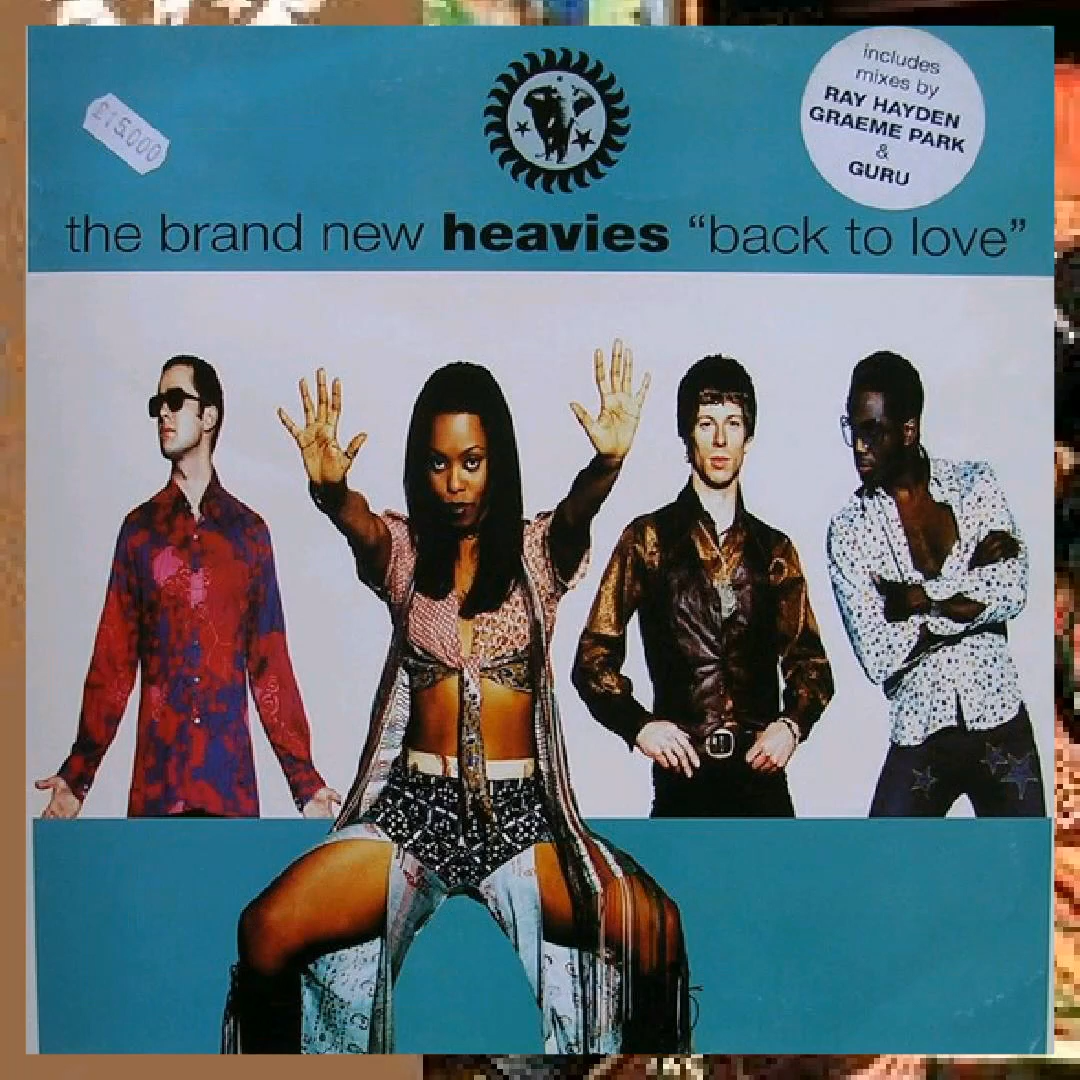 includes
mixes by
RAY HAYDEN
GRAEME PARK
&
GURU
£15.000
the brand new heavies “back to love”